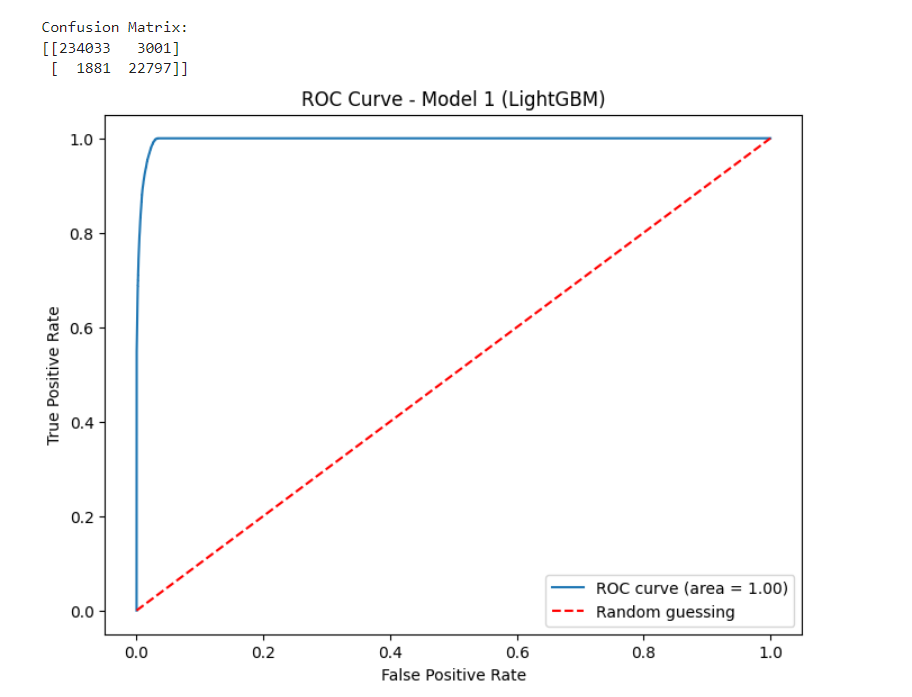 Confusion Matrix:
[[234033   3001]
 [  1881  22797]]
ROC Curve - Model 1 (LightGBM)
1.0
0.8
0.6
0.4
0.2
0.0
True Positive Rate
ROC curve (area = 1.00)
Random guessing
0.0 0.2 0.4 0.6 0.8 1.0
False Positive Rate